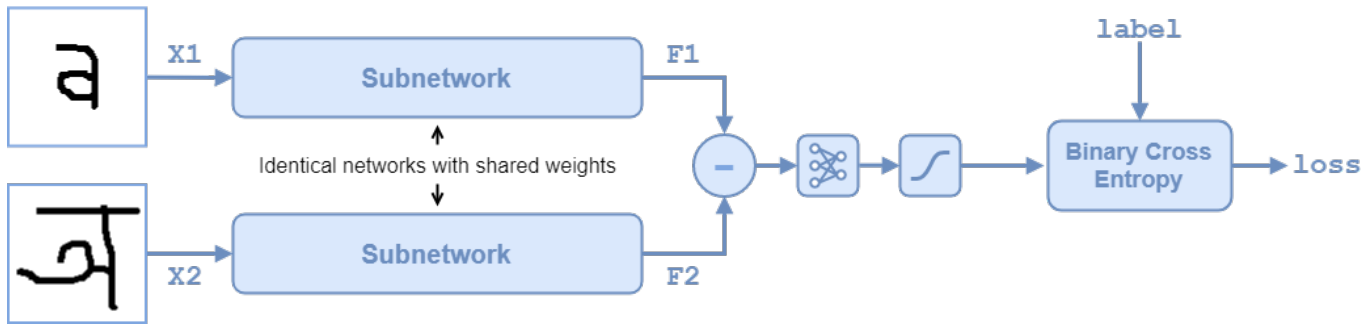 a
X1
Subnetwork
F1
label
Identical networks with shared weights
-
Binary Cross
Entropy
loss
X2
Subnetwork
F2